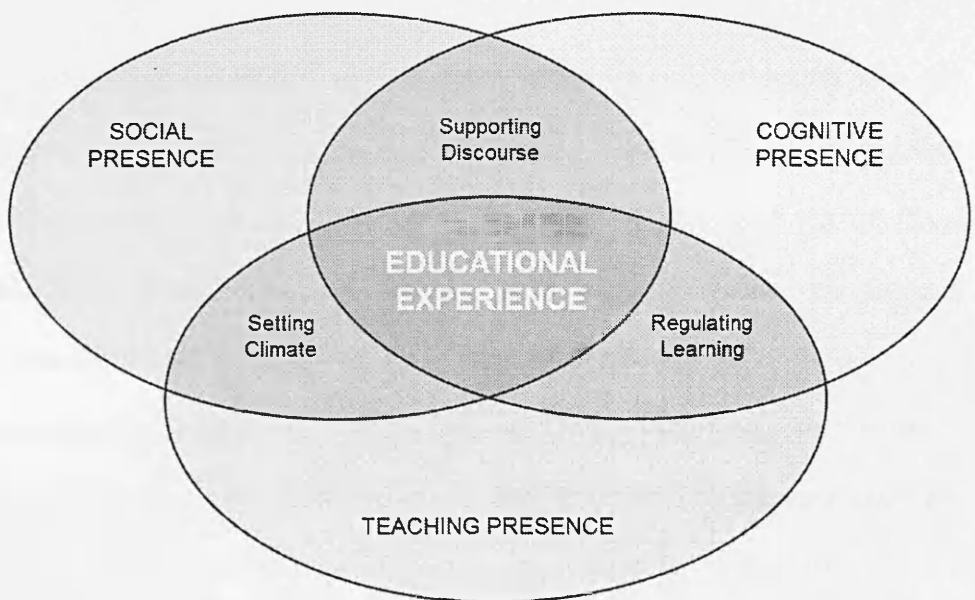 SOCIAL
PRESENCE
Supporting
Discourse
COGNITIVE
PRESENCE
EDUCATIONAL
EXPERIENCE
Setting
Climate
Regulating
Learning
TEACHING PRESENCE